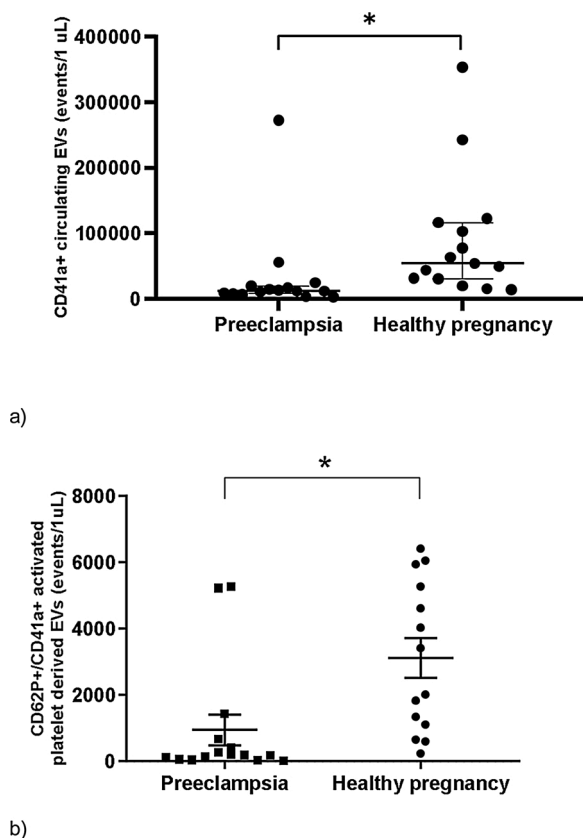 *
CD41a+ circulating EVs (events/1 uL)
400000
300000
200000
100000
0
Preeclampsia Healthy pregnancy
a)
*
CD62P+/CD41a+ activated
platelet derived EVs (events/1uL)
8000
6000
4000
2000
0
Preeclampsia Healthy pregnancy
b)